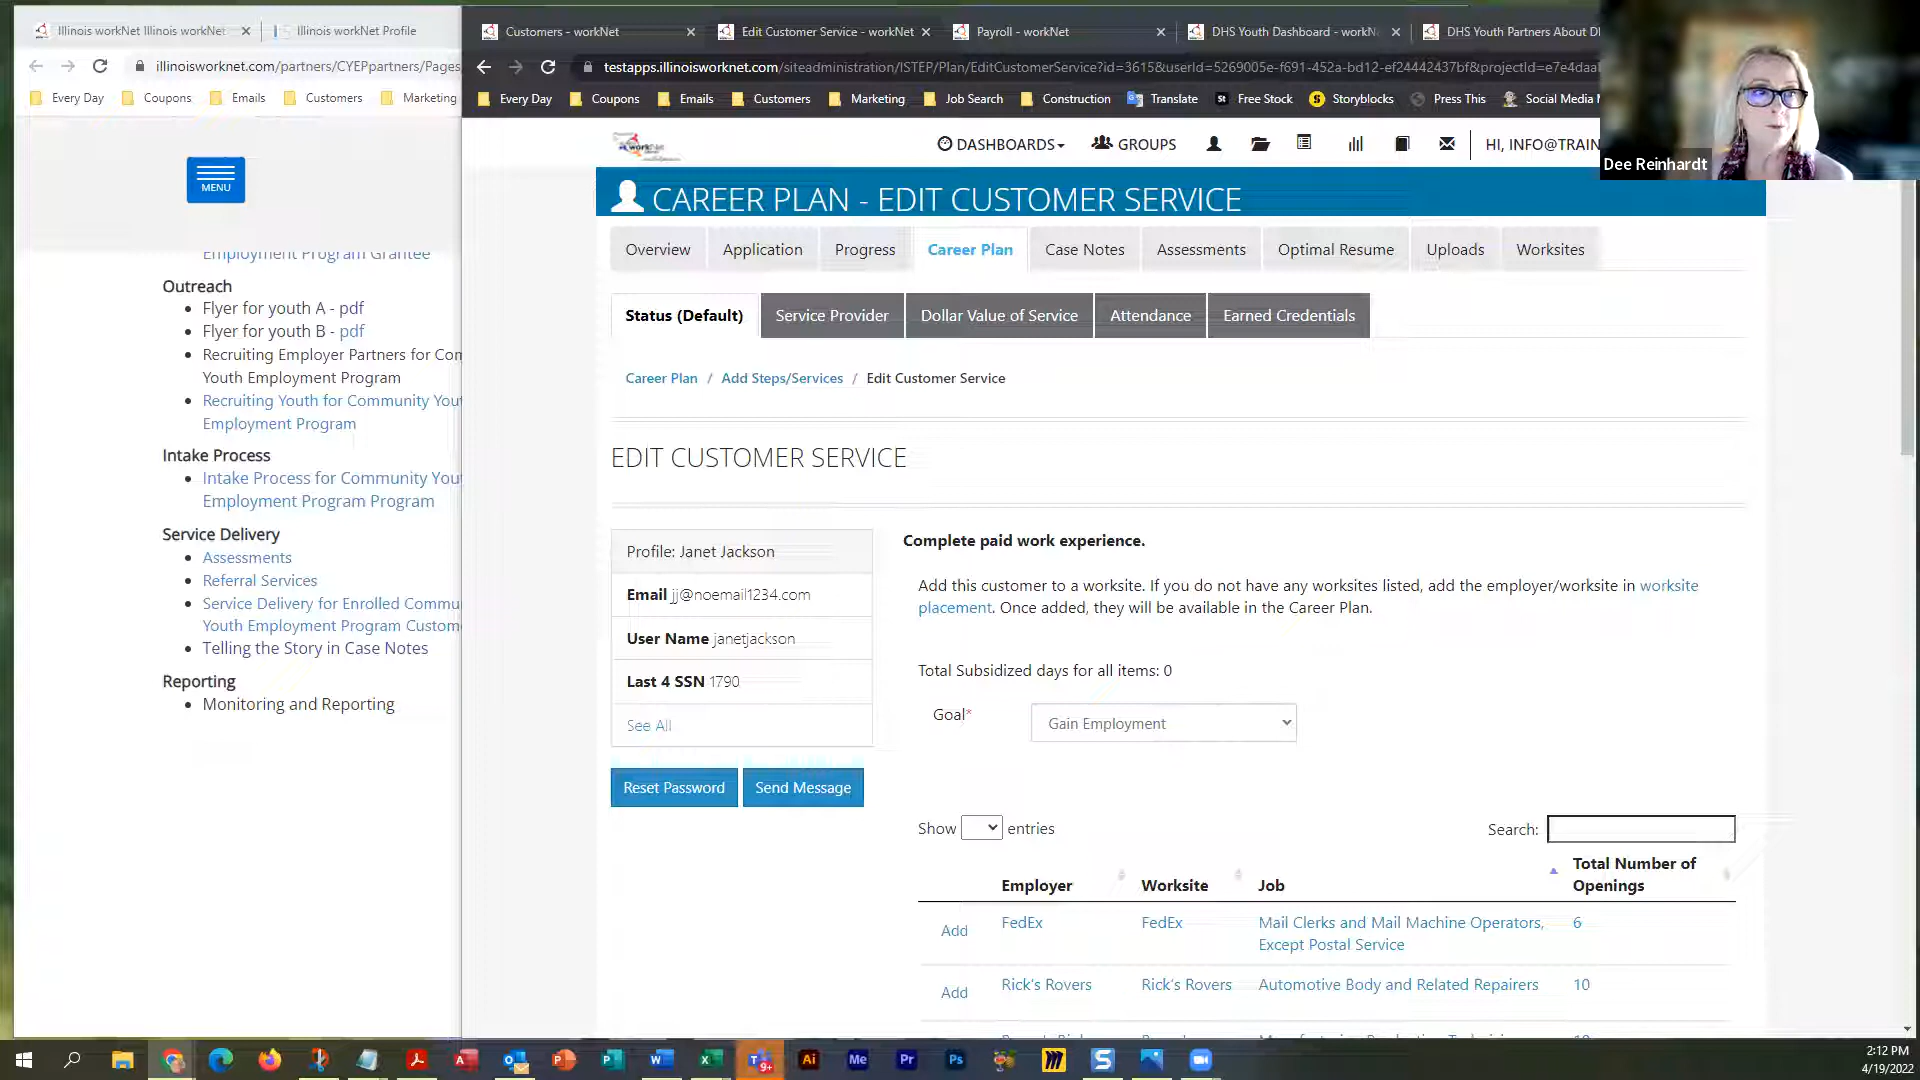 Illinois workNet Illinois workNet
Illinois workNet Profile
illinoisworknet.com/partners/CYEPpartners/Pages
Every Day
Coupons
Emails
Customers
Marketing
MENU
Employment Program Grantee
Outreach
Flyer for youth A - pdf
Flyer for youth B - pdf
Recruiting Employer Partners for Com
Youth Employment Program
Recruiting Youth for Community You
Employment Program
Intake Process
Intake Process for Community You
Employment Program Program
Service Delivery
Assessments
Referral Services
Service Delivery for Enrolled Commu
Youth Employment Program Custom
Telling the Story in Case Notes
Reporting
Monitoring and Reporting
Customers - workNet
Edit Customer Service - workNet
Payroll - workNet
DHS Youth Dashboard - workN
DHS Youth Partners About D
testapps.illinoisworknet.com/siteadministration/ISTEP/Plan/EditCustomerService?id=3615&userId=5269005e-f691-452a-bd12-ef24442437bf&projectId=e7e4daa
Every Day
Coupons
Emails
Customers
Marketing
Job Search
Construction
Translate
Free Stock
Storyblocks
Press This
Social Media
Dee Reinhardt
workNet
DASHBOARDS
GROUPS
HI, INFO@TRAIN
CAREER PLAN - EDIT CUSTOMER SERVICE
Overview
Application
Progress
Career Plan
Case Notes
Assessments
Optimal Resume
Uploads
Worksites
Status (Default)
Service Provider
Dollar Value of Service
Attendance
Earned Credentials
Career Plan / Add Steps/Services / Edit Customer Service
EDIT CUSTOMER SERVICE
Profile: Janet Jackson
Email jj@noemail1234.com
User Name janetjackson
Last 4 SSN 1790
See All
Reset Password
Send Message
Complete paid work experience.
Add this customer to a worksite. If you do not have any worksites listed, add the employer/worksite in worksite
placement. Once added, they will be available in the Career Plan.
Total Subsidized days for all items: 0
Goal*
Gain Employment
Show entries
Search:
Employer
Worksite
Job
Total Number of
Openings
Add
FedEx
FedEx
Mail Clerks and Mail Machine Operators,
Except Postal Service
6
Add
Rick's Rovers
Rick's Rovers
Automotive Body and Related Repairers
10
2:12 PM
4/19/2022